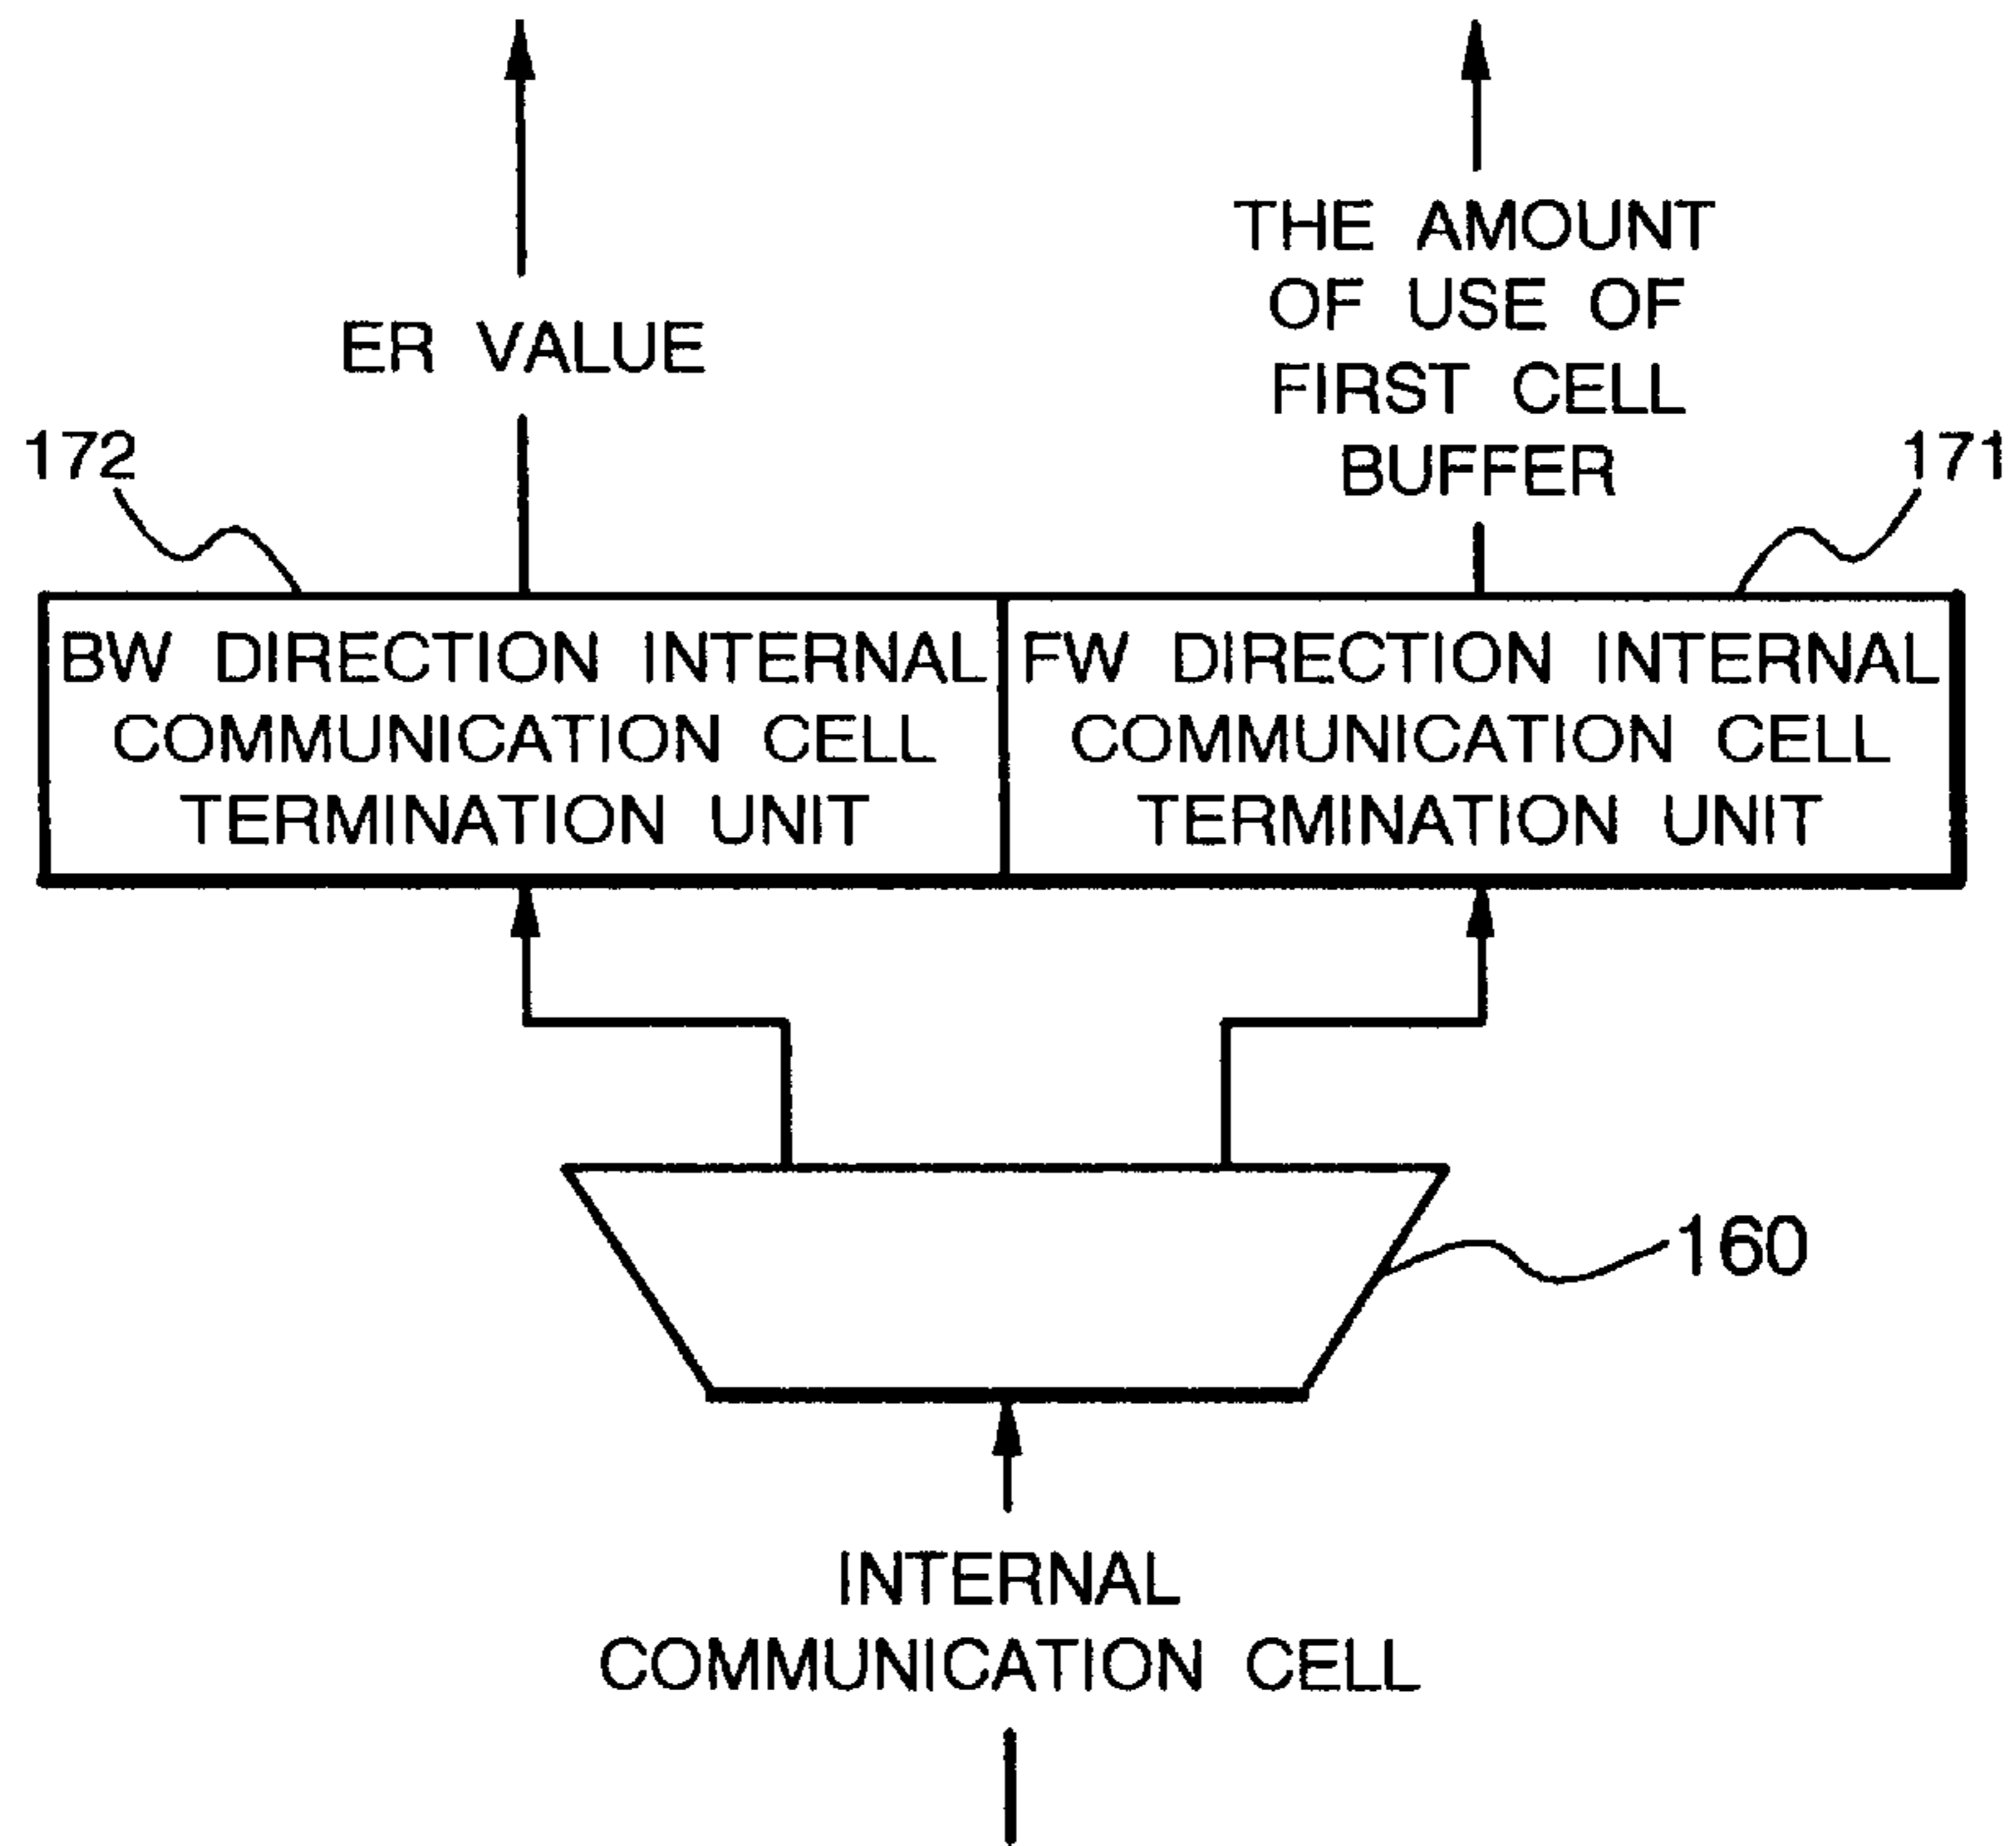 THE AMOUNT
OF USE OF
FIRST CELL
BUFFER
ER VALUE
172
171
BW DIRECTION INTERNAL
COMMUNICATION CELL
TERMINATION UNIT
FW DIRECTION INTERNAL
COMMUNICATION CELL
TERMINATION UNIT
160
INTERNAL
COMMUNICATION CELL